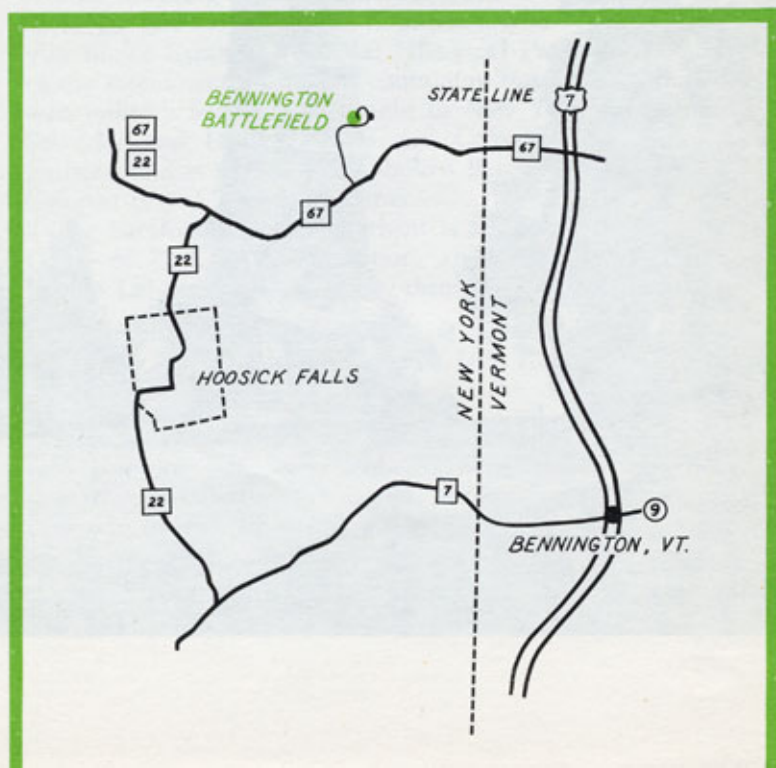 BENNINGTON
BATTLEFIELD
STATE LINE
7
67
22
67
67
22
HOOSICK FALLS
NEW YORK
VERMONT
22
7
9
BENNINGTON, VT.